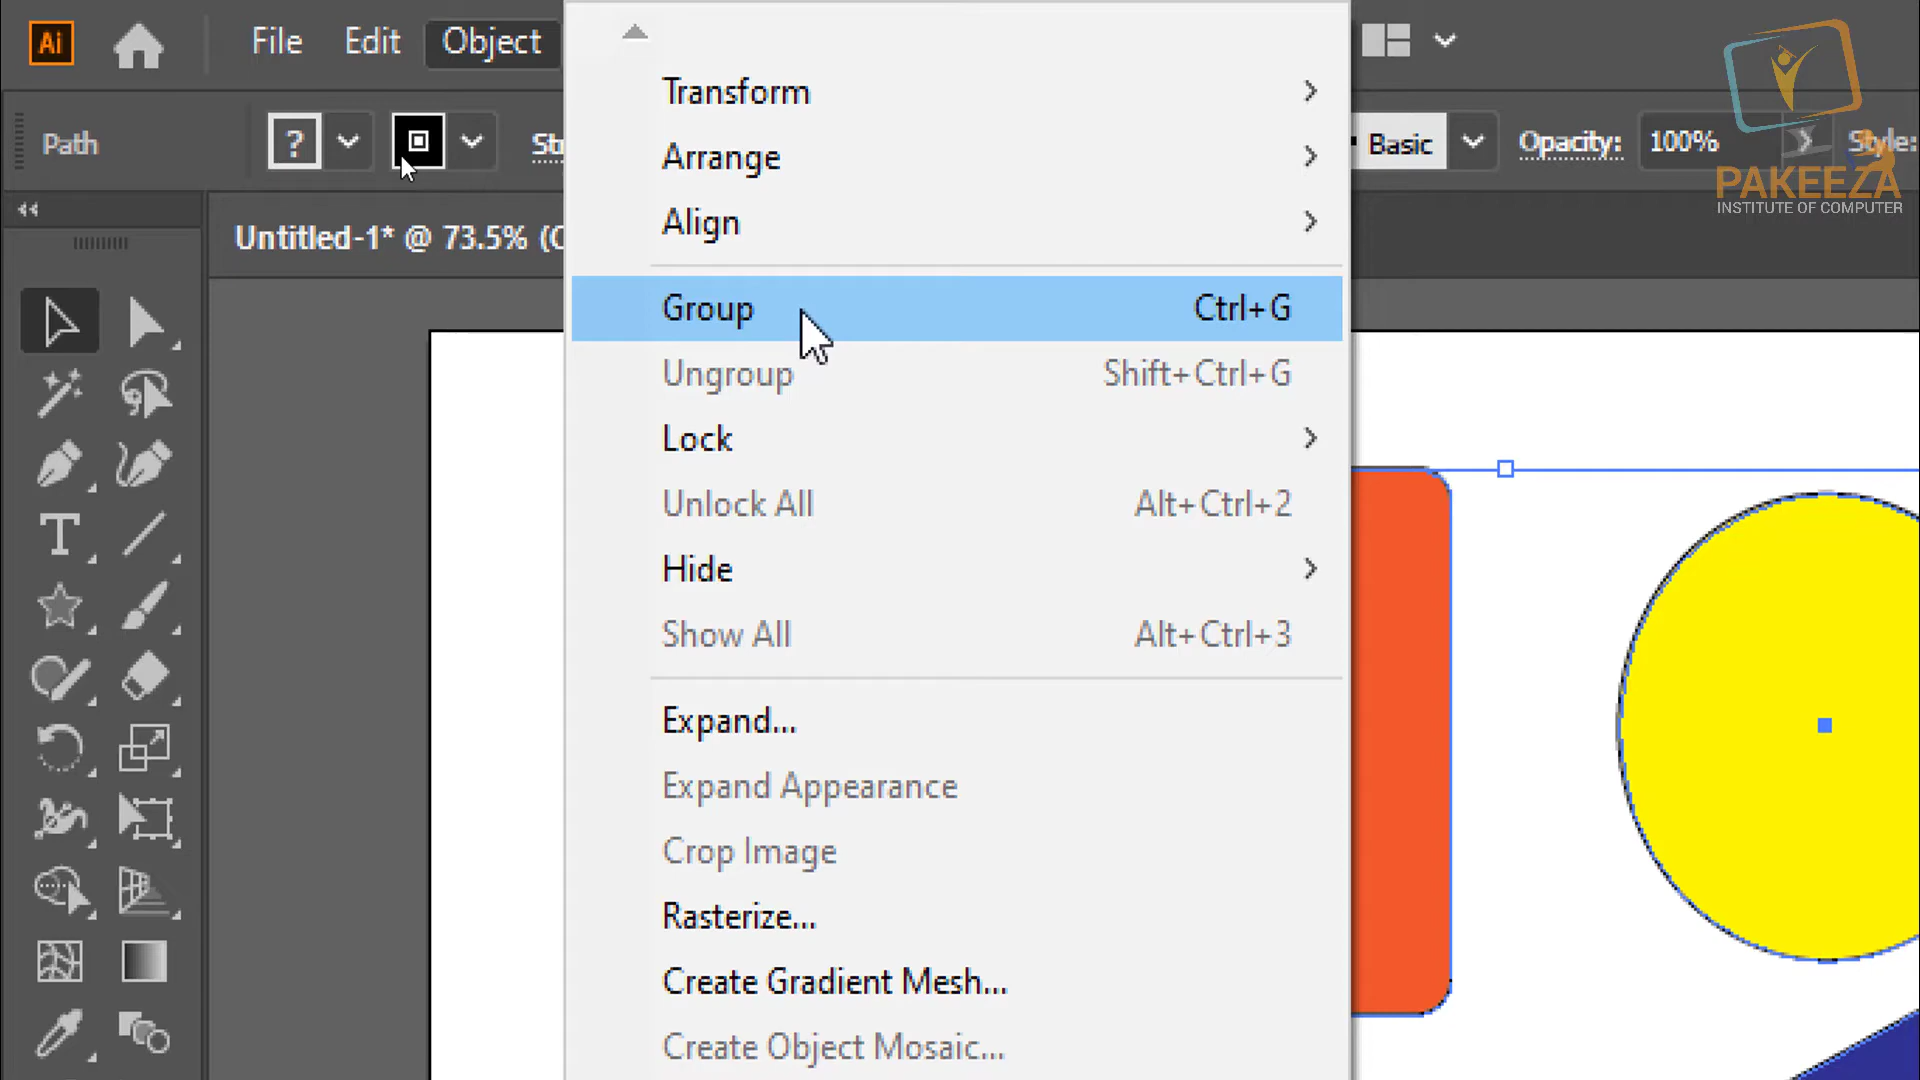 Ai File Edit Object
Path ? Basic Opacity: 100% Style:
PAKEEZA
INSTITUTE OF COMPUTER
Untitled-1* @ 73.5%
Transform
Arrange
Align
Group Ctrl+G
Ungroup Shift+Ctrl+G
Lock
Unlock All Alt+Ctrl+2
Hide
Show All Alt+Ctrl+3
Expand...
Expand Appearance
Crop Image
Rasterize...
Create Gradient Mesh...
Create Object Mosaic...